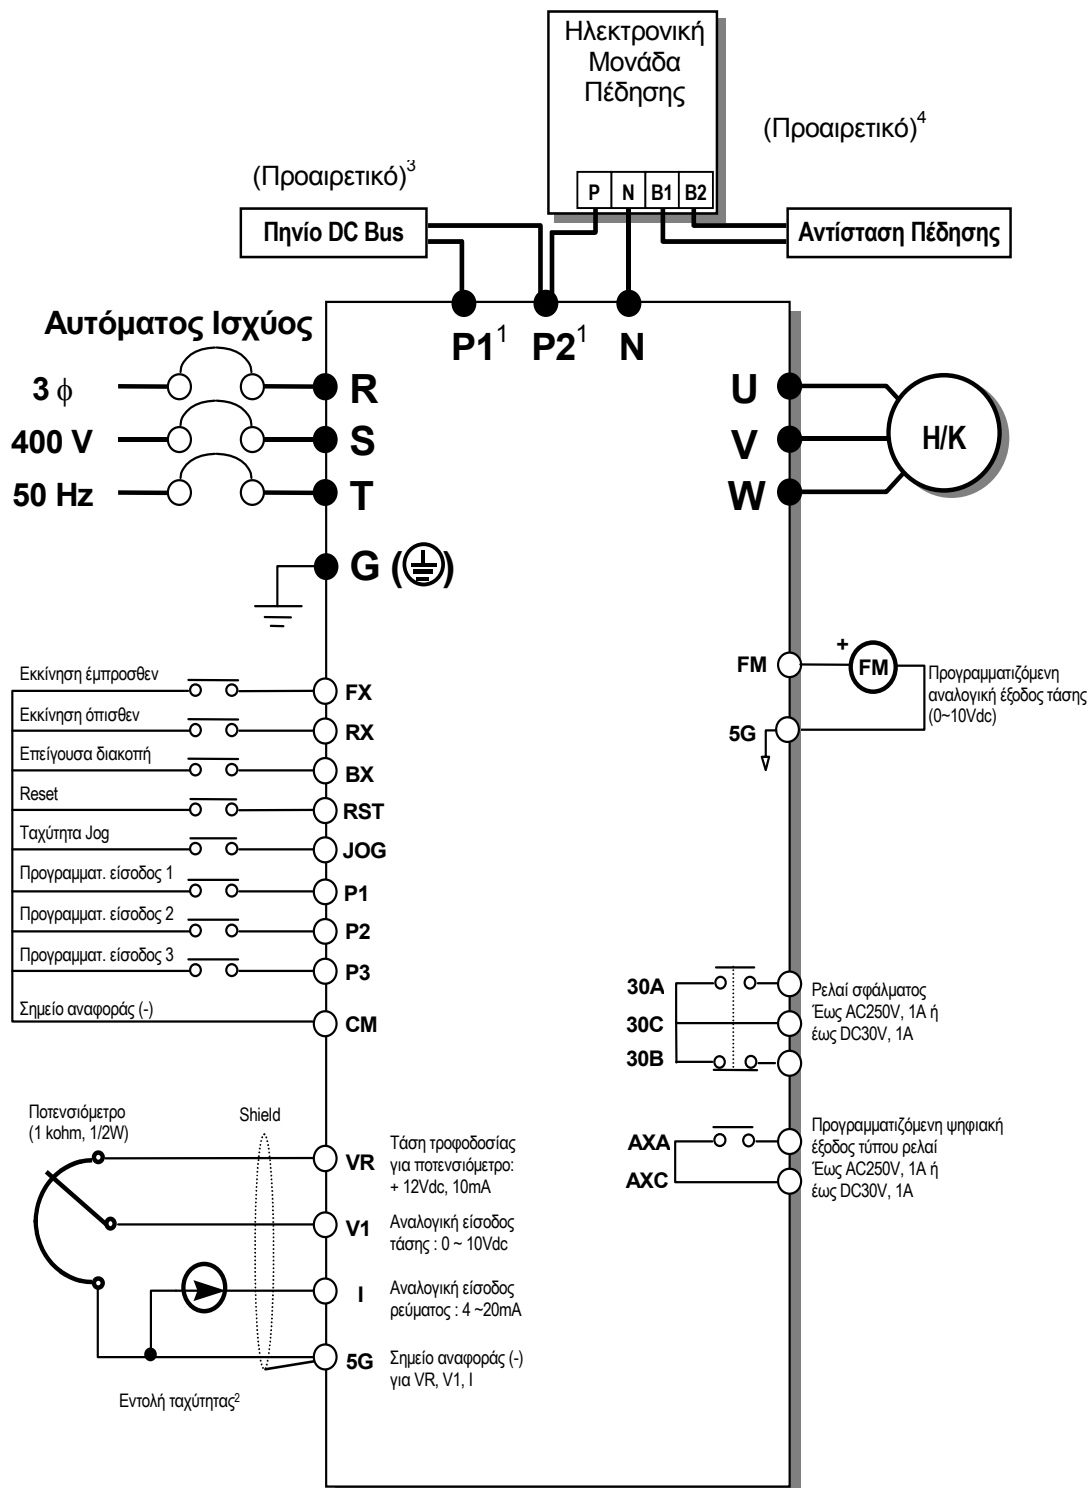 Ηλεκτρονική
Μονάδα
Πέδησης
(Προαιρετικό)4
(Προαιρετικό)3
P N B1 B2
Πηνίο DC Bus
Αντίσταση Πέδησης
Αυτόματος Ισχύος
P11 P21 N
3 ϕ
R
U
400 V
S
V
H/K
50 Hz
T
W
G ( )
Εκκίνηση έμπροσθεν
FX
Εκκίνηση όπισθεν
RX
Επείγουσα διακοπή
BX
Reset
RST
Ταχύτητα Jog
JOG
Προγραμματ. είσοδος 1
P1
Προγραμματ. είσοδος 2
P2
Προγραμματ. είσοδος 3
P3
Σημείο αναφοράς (-)
CM
FM
+
FM
5G
Προγραμματιζόμενη
αναλογική έξοδος τάσης
(0~10Vdc)
30A
30C
30B
Ρελαί σφάλματος
Έως AC250V, 1A ή
έως DC30V, 1A
AXA
AXC
Προγραμματιζόμενη ψηφιακή
έξοδος τύπου ρελαί
Έως AC250V, 1A ή
έως DC30V, 1A
Ποτενσιόμετρο
(1 kohm, 1/2W)
Shield
VR
Τάση τροφοδοσίας
για ποτενσιόμετρο:
+ 12Vdc, 10mA
V1
Αναλογική είσοδος
τάσης : 0 ~ 10Vdc
I
Αναλογική είσοδος
ρεύματος : 4 ~20mA
5G
Σημείο αναφοράς (-)
για VR, V1, I
Εντολή ταχύτητας2